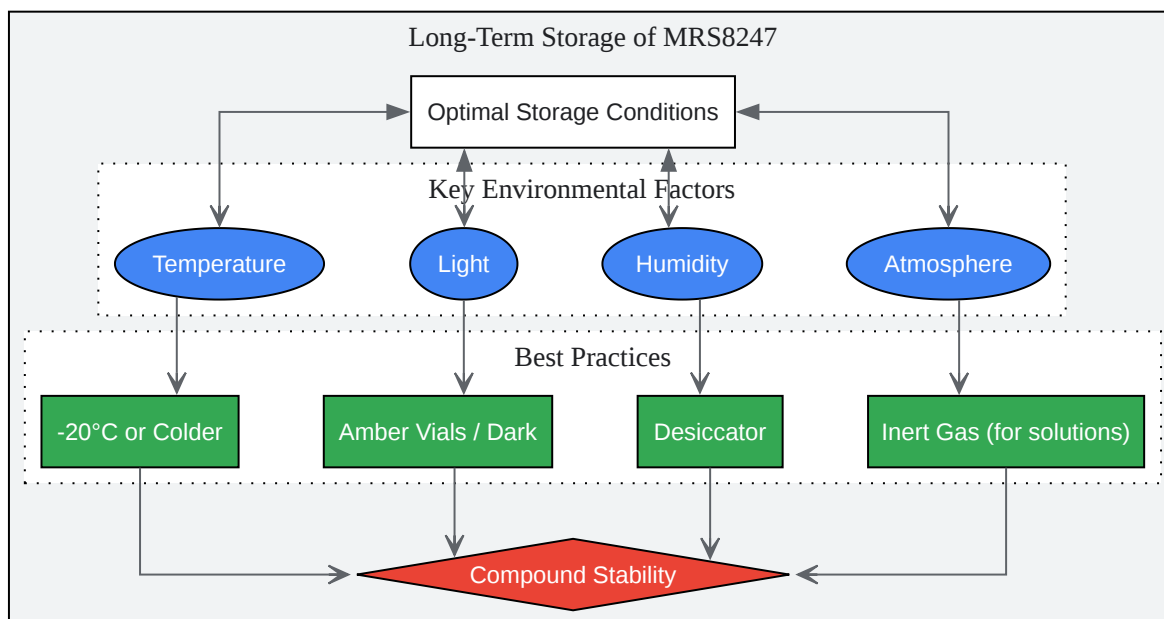 Long-Term Storage of MRS8247
Optimal Storage Conditions
Key Environmental Factors
Temperature
Light
Humidity
Atmosphere
Best Practices
-20°C or Colder
Amber Vials / Dark
Desiccator
Inert Gas (for solutions)
Compound Stability